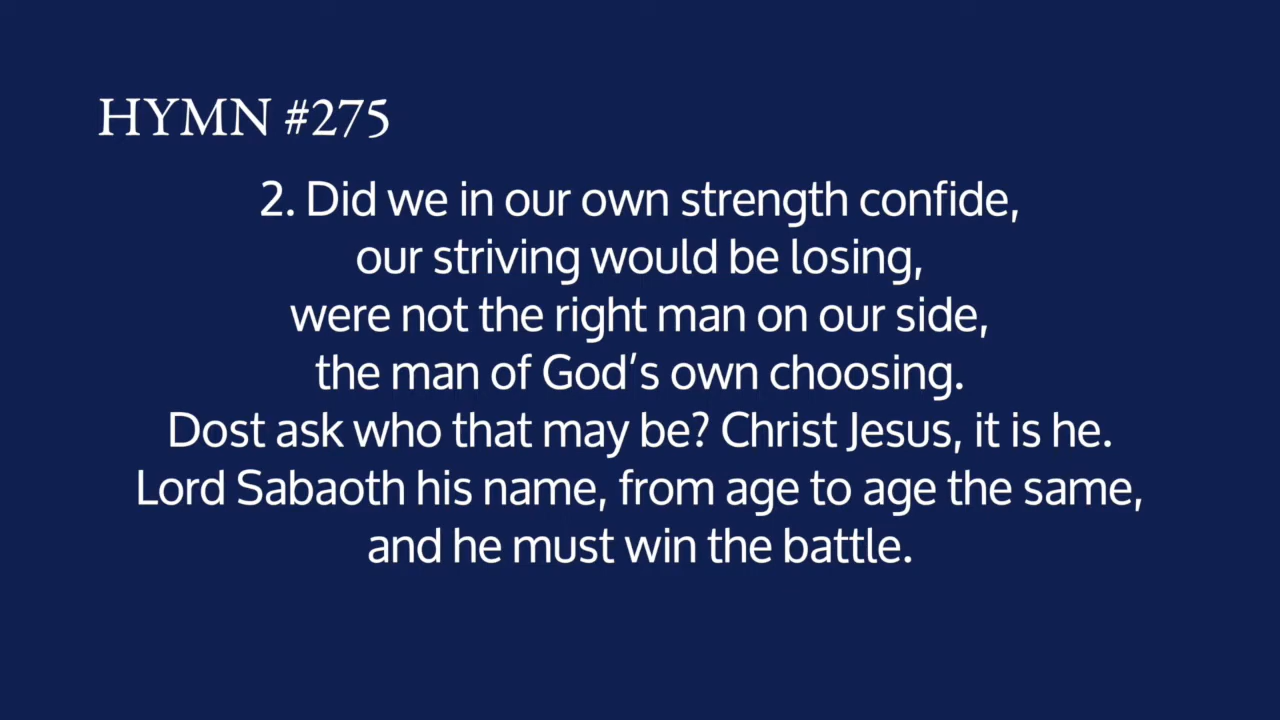 HYMN #275
2. Did we in our own strength confide,
our striving would be losing,
were not the right man on our side,
the man of God’s own choosing.
Dost ask who that may be? Christ Jesus, it is he.
Lord Sabaoth his name, from age to age the same,
and he must win the battle.